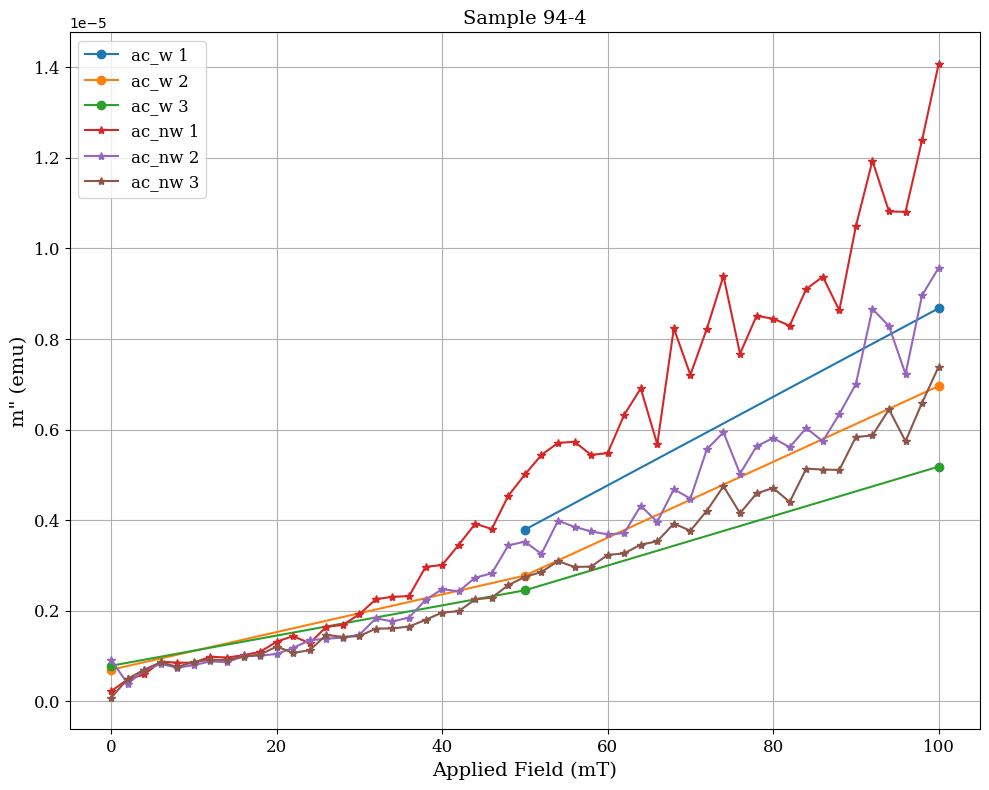 Sample 94-4
1e−5
ac_w 1
ac_w 2
ac_w 3
ac_nw 1
ac_nw 2
ac_nw 3
1.4
1.2
1.0
0.8
0.6
0.4
0.2
0.0
m" (emu)
0 20 40 60 80 100
Applied Field (mT)